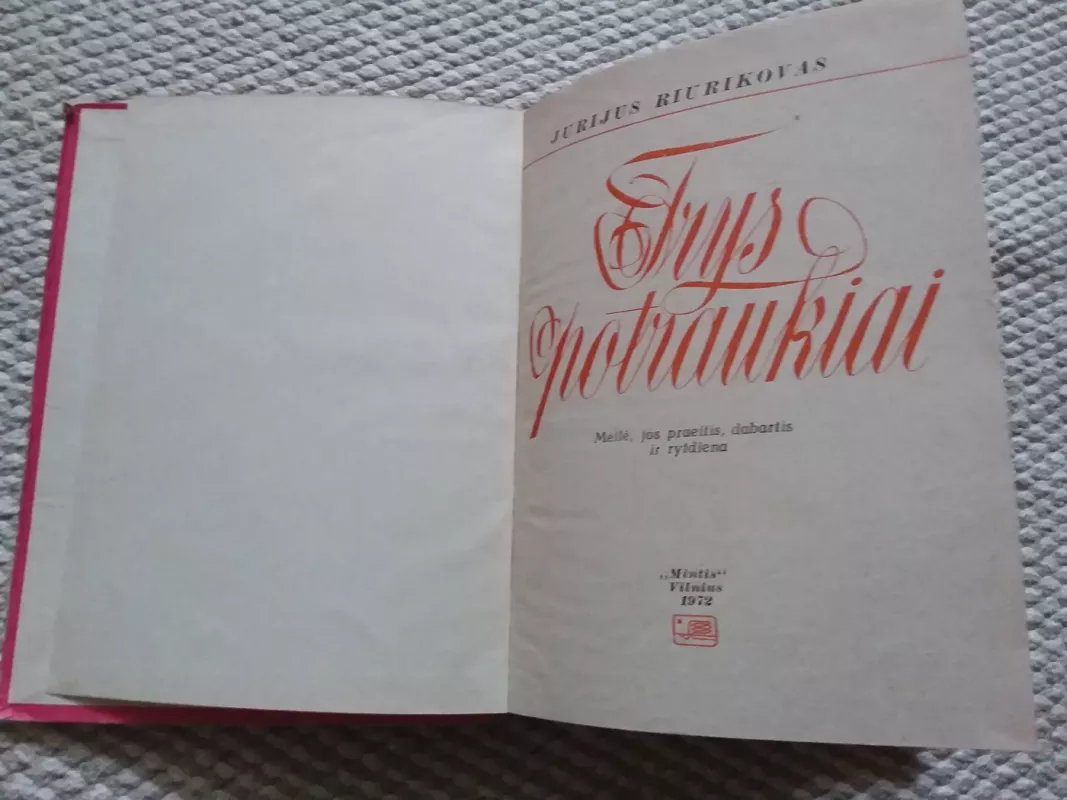 JURIJUS RIURIKOVAS
Trys
potraukiai
Meilė, jos praeitis, dabartis
ir rytdiena
„Mintis“
Vilnius
1972